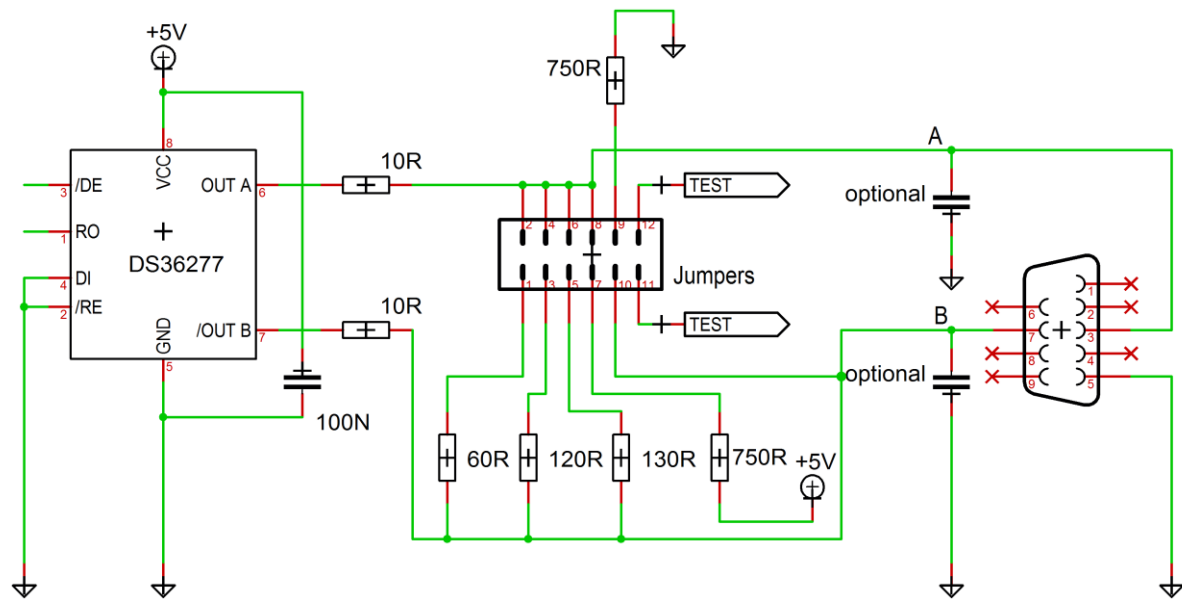 +5V
750R
A
10R
8
VCC
/DE
3
OUT A
6
2
4
6
8
9
12
TEST
optional
RO
1
DS36277
DI
4
/RE
2
Jumpers
1
3
5
7
10
11
10R
TEST
B
1
6
2
7
3
8
4
9
5
GND
/OUT B
7
5
optional
100N
60R
120R
130R
750R
+5V